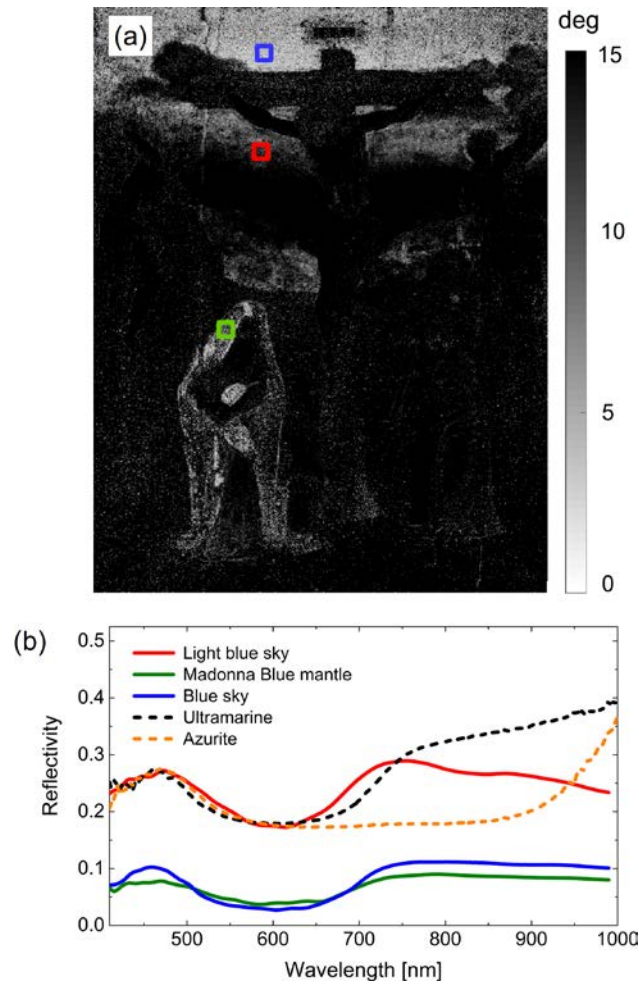 (a)
deg
15
10
5
0
(b)
0.5
0.4
0.3
0.2
0.1
0.0
Reflectivity
Light blue sky
Madonna Blue mantle
Blue sky
Ultramarine
Azurite
500
600
700
800
900
1000
Wavelength [nm]